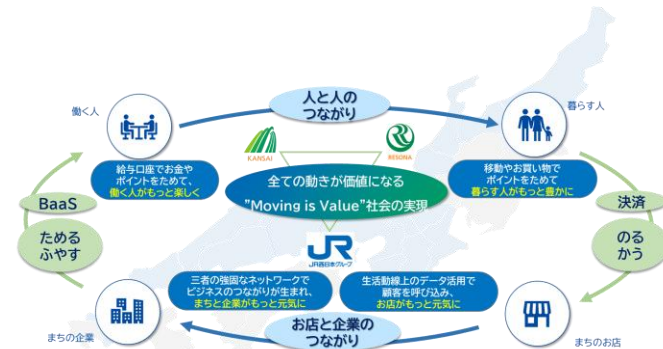 働く人
人と人の
つながり
暮らす人
KANSAI
RESONA
給与口座でお金や
ポイントをためて、
働く人がもっと楽しく
移動やお買い物で
ポイントをためて
暮らす人がもっと豊かに
全ての動きが価値になる
"Moving is Value"社会の実現
BaaS
ためる
ふやす
決済
のる
かう
JR
JR西日本グループ
三者の強固なネットワークで
ビジネスのつながりが生まれ、
まちと企業がもっと元気に
生活動線上のデータ活用で
顧客を呼び込み、
お店がもっと元気に
まちの企業
お店と企業の
つながり
まちのお店